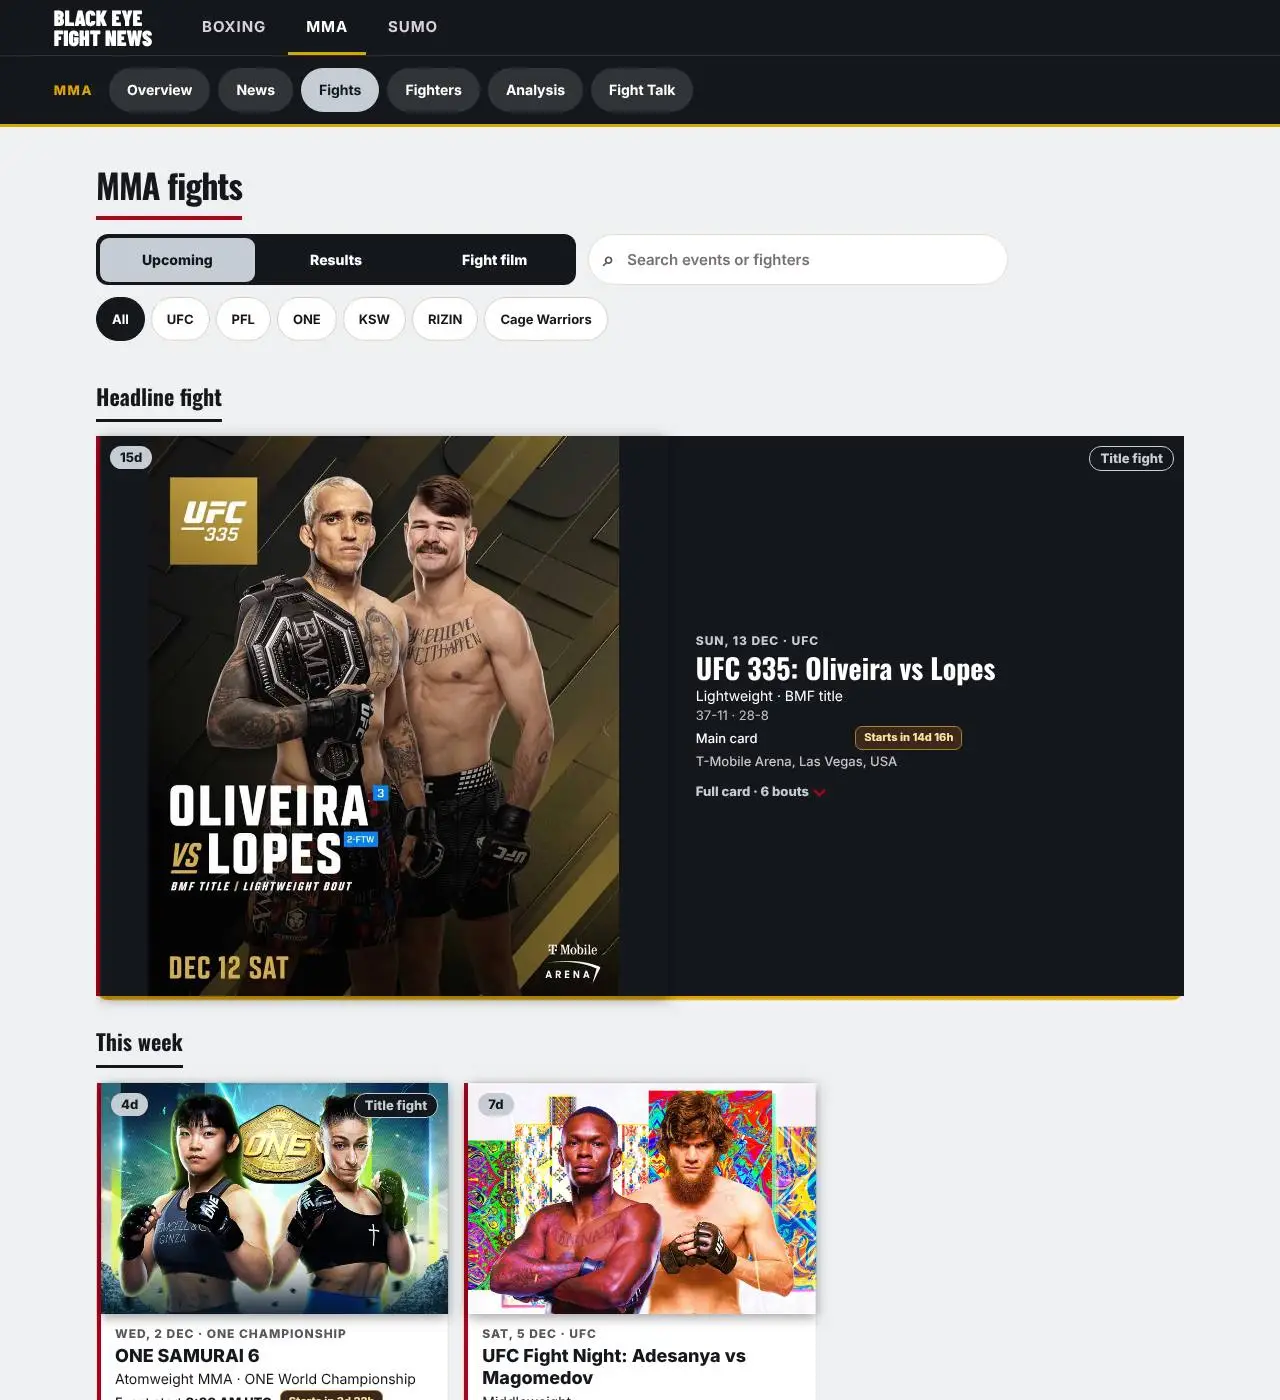 BLACK EYE
FIGHT NEWS
BOXING
MMA
SUMO
MMA
Overview
News
Fights
Fighters
Analysis
Fight Talk
MMA fights
Upcoming
Results
Fight film
Search events or fighters
All
UFC
PFL
ONE
KSW
RIZIN
Cage Warriors
Headline fight
15d
Title fight
UFC
335
BMF
UFC
OLIVEIRA 3
VS LOPES 2-FTW
BMF TITLE / LIGHTWEIGHT BOUT
DEC 12 SAT
T Mobile
ARENA
SUN, 13 DEC · UFC
UFC 335: Oliveira vs Lopes
Lightweight · BMF title
37-11 · 28-8
Main card
Starts in 14d 16h
T-Mobile Arena, Las Vegas, USA
Full card · 6 bouts
This week
4d
Title fight
ONE
ONE
GINZA
WED, 2 DEC · ONE CHAMPIONSHIP
ONE SAMURAI 6
Atomweight MMA · ONE World Championship
7d
UFC
SAT, 5 DEC · UFC
UFC Fight Night: Adesanya vs
Magomedov